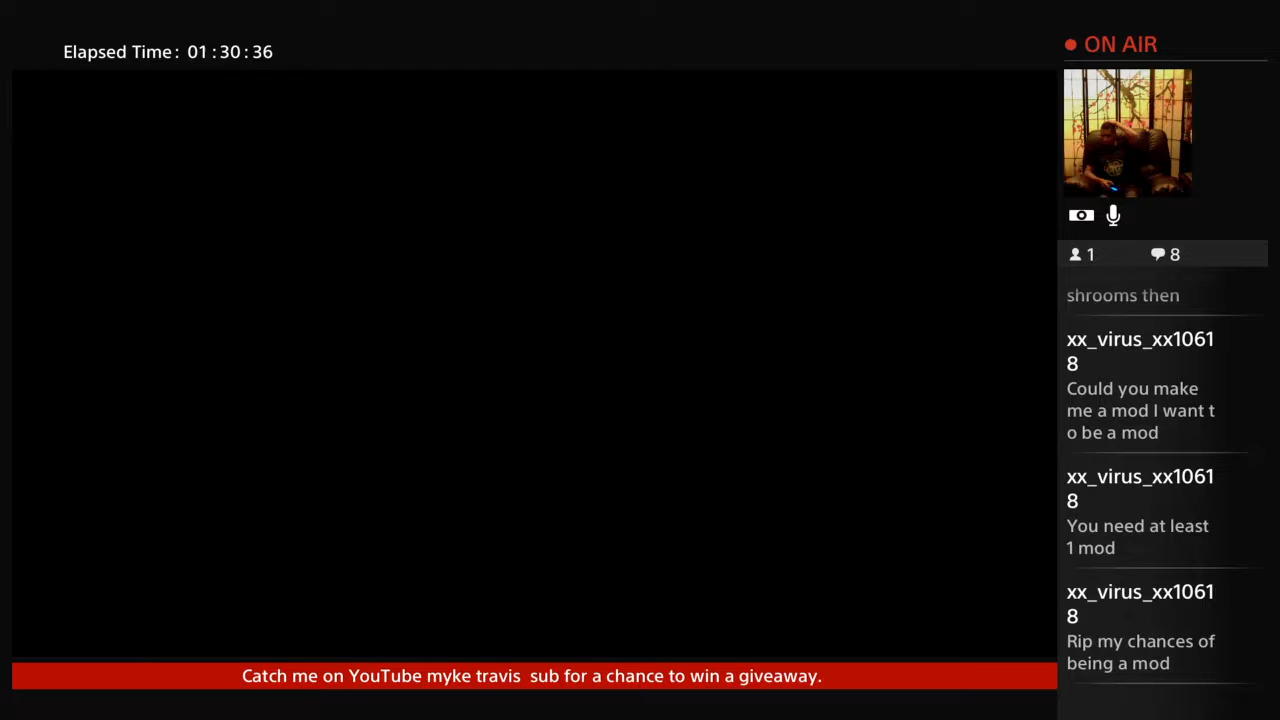 Elapsed Time: 01:30:36
ON AIR
1 8
shrooms then
xx_virus_xx1061
8
Could you make
me a mod I want t
o be a mod
xx_virus_xx1061
8
You need at least
1 mod
xx_virus_xx1061
8
Rip my chances of
being a mod
Catch me on YouTube myke travis  sub for a chance to win a giveaway.